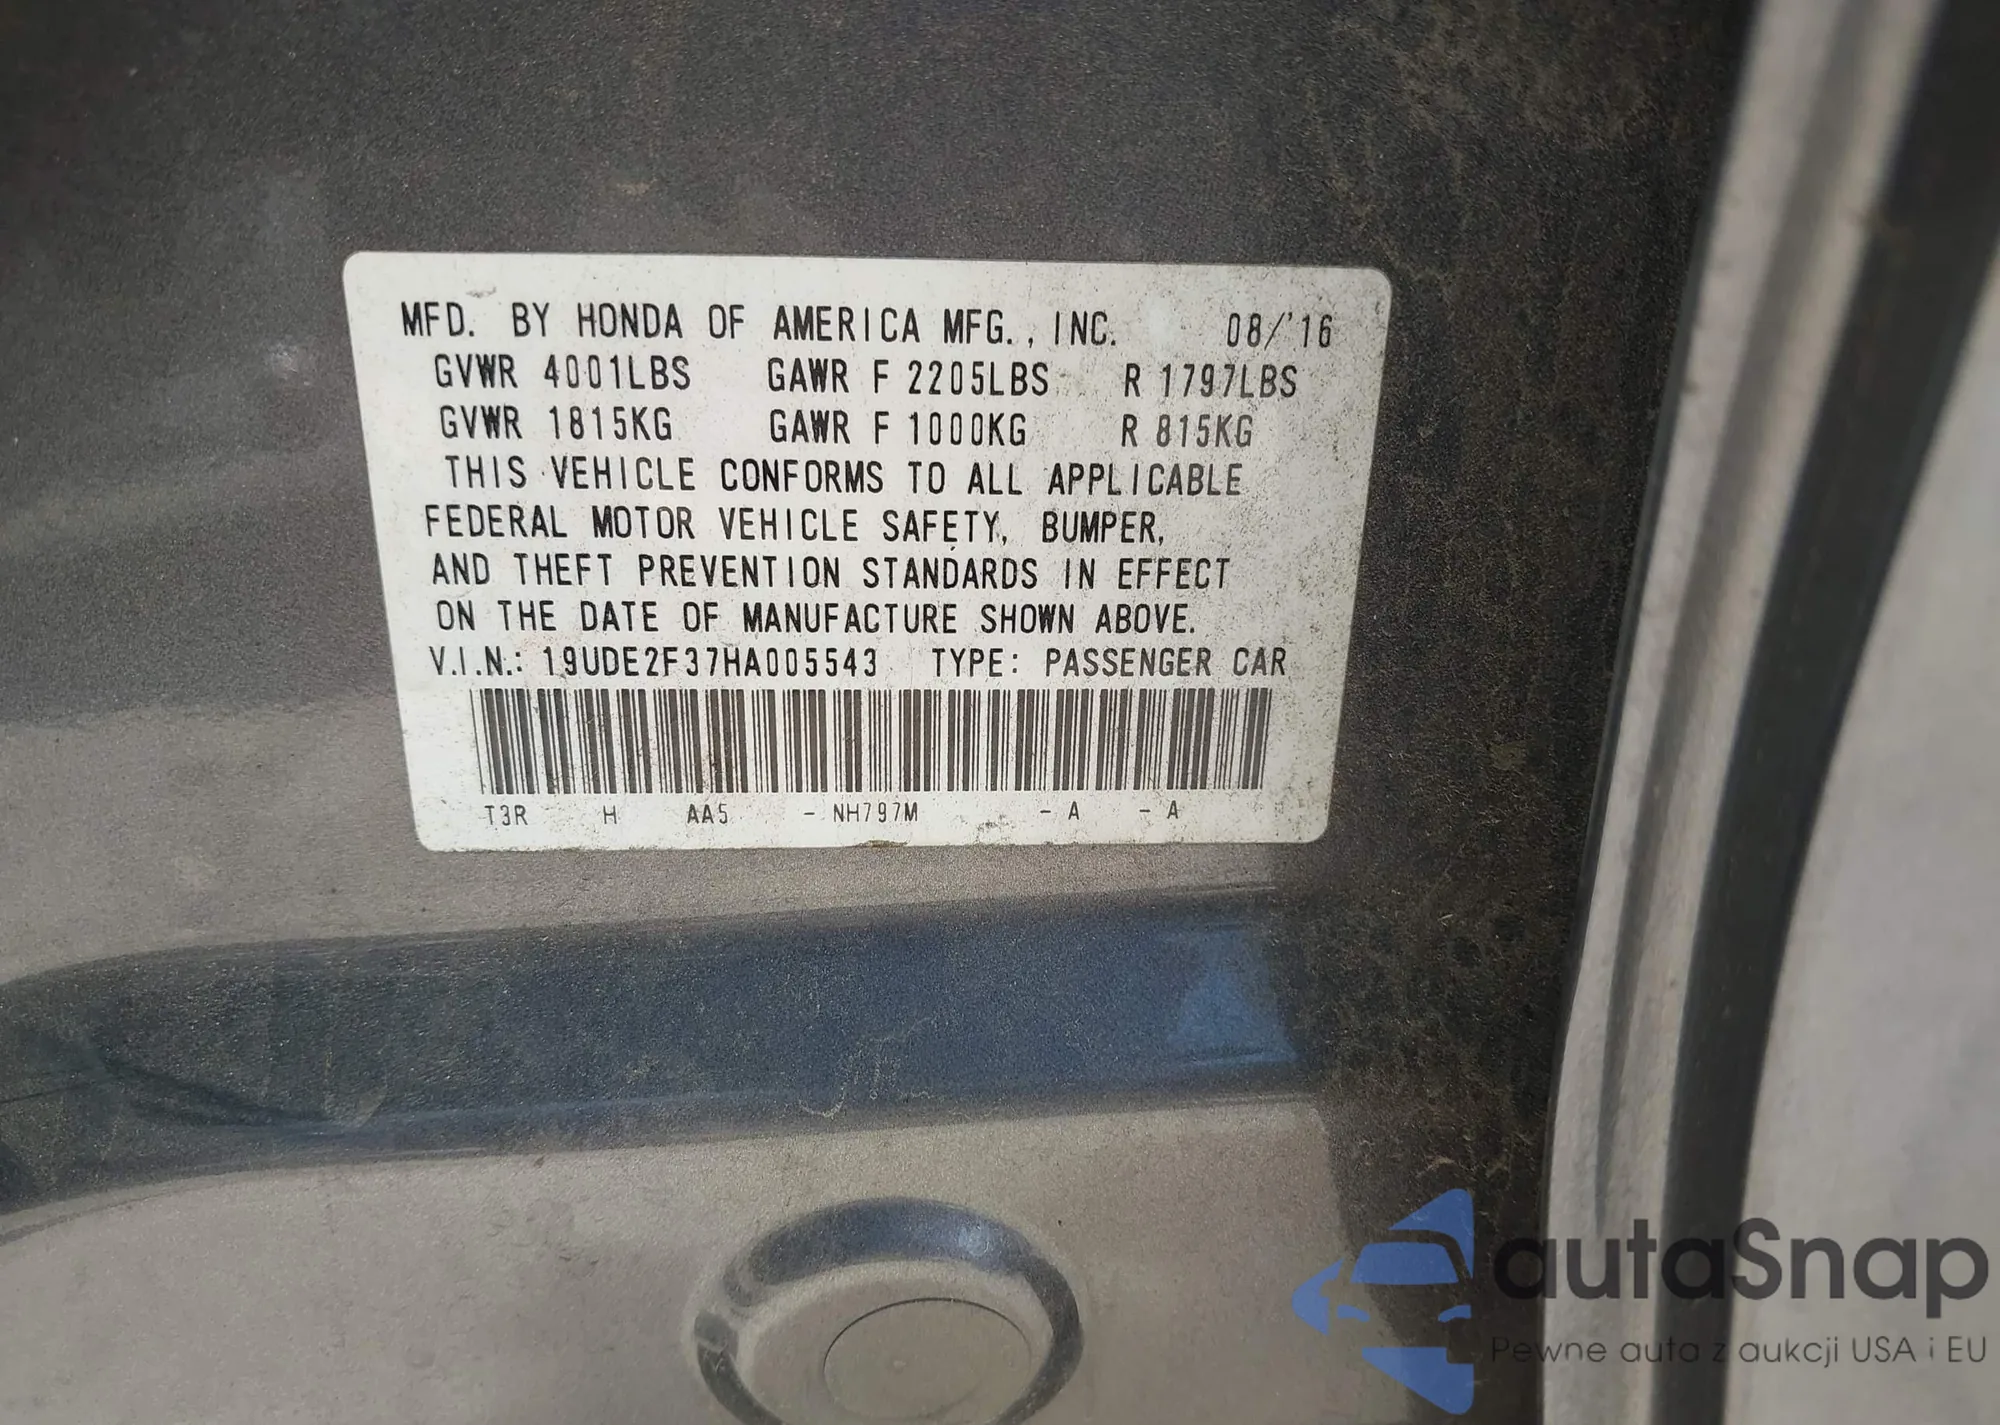 MFD. BY HONDA OF AMERICA MFG., INC. 08/'16
GVWR 4001LBS GAWR F 2205LBS R 1797LBS
GVWR 1815KG GAWR F 1000KG R 815KG
THIS VEHICLE CONFORMS TO ALL APPLICABLE
FEDERAL MOTOR VEHICLE SAFETY, BUMPER,
AND THEFT PREVENTION STANDARDS IN EFFECT
ON THE DATE OF MANUFACTURE SHOWN ABOVE.
V.I.N.: 19UDE2F37HA005543 TYPE: PASSENGER CAR
T3R H AA5 - NH797M - A - A
autaSnap
Pewne auta z aukcji USA i EU